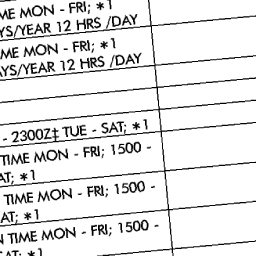 TIME MON - FRI; ∗1
YS/YEAR 12 HRS /DAY
IME MON - FRI; ∗1
AYS/YEAR 12 HRS /DAY
- 2300Z‡ TUE - SAT; ∗1
TIME MON - FRI; 1500 -
AT; ∗1
TIME MON - FRI; 1500 -
AT; ∗1
N TIME MON - FRI; 1500 -
SAT; ∗1